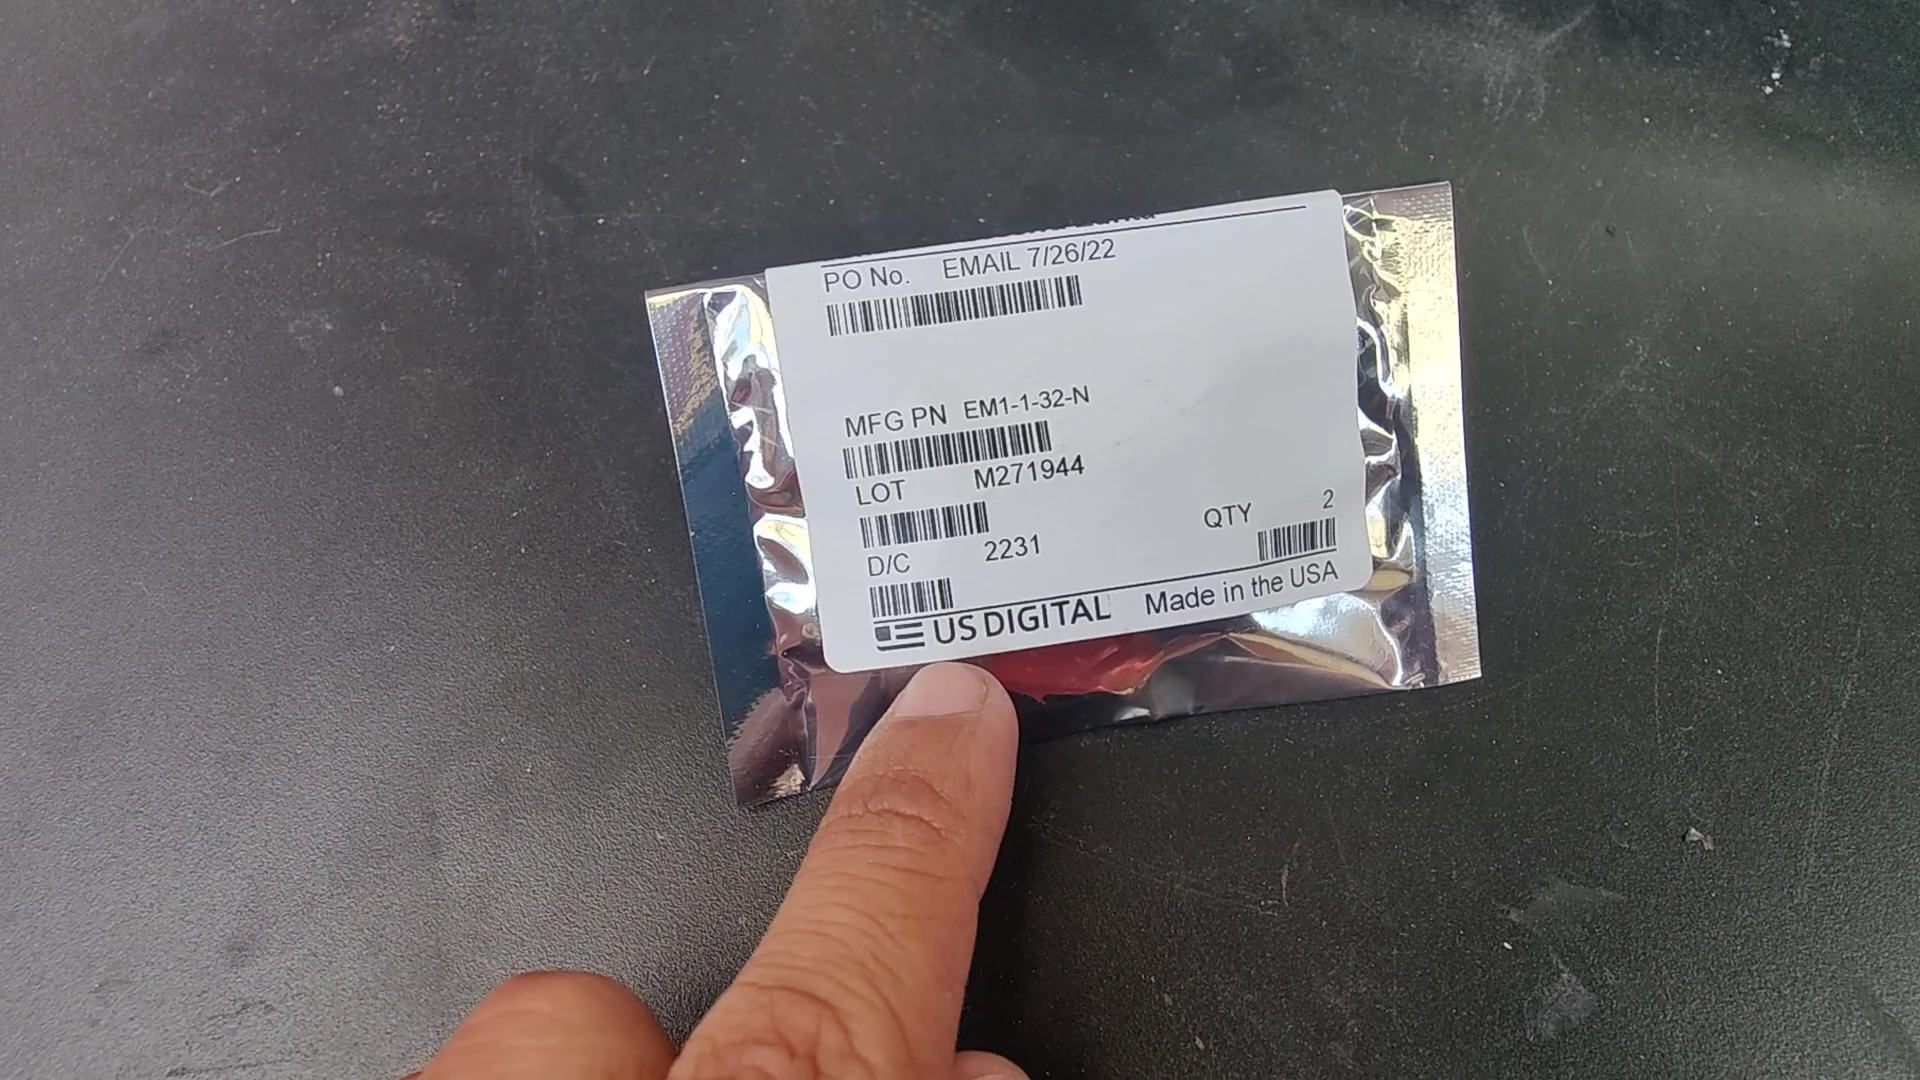 PO No. EMAIL 7/26/22
MFG PN EM1-1-32-N
LOT M271944
QTY 2
D/C 2231
US DIGITAL Made in the USA